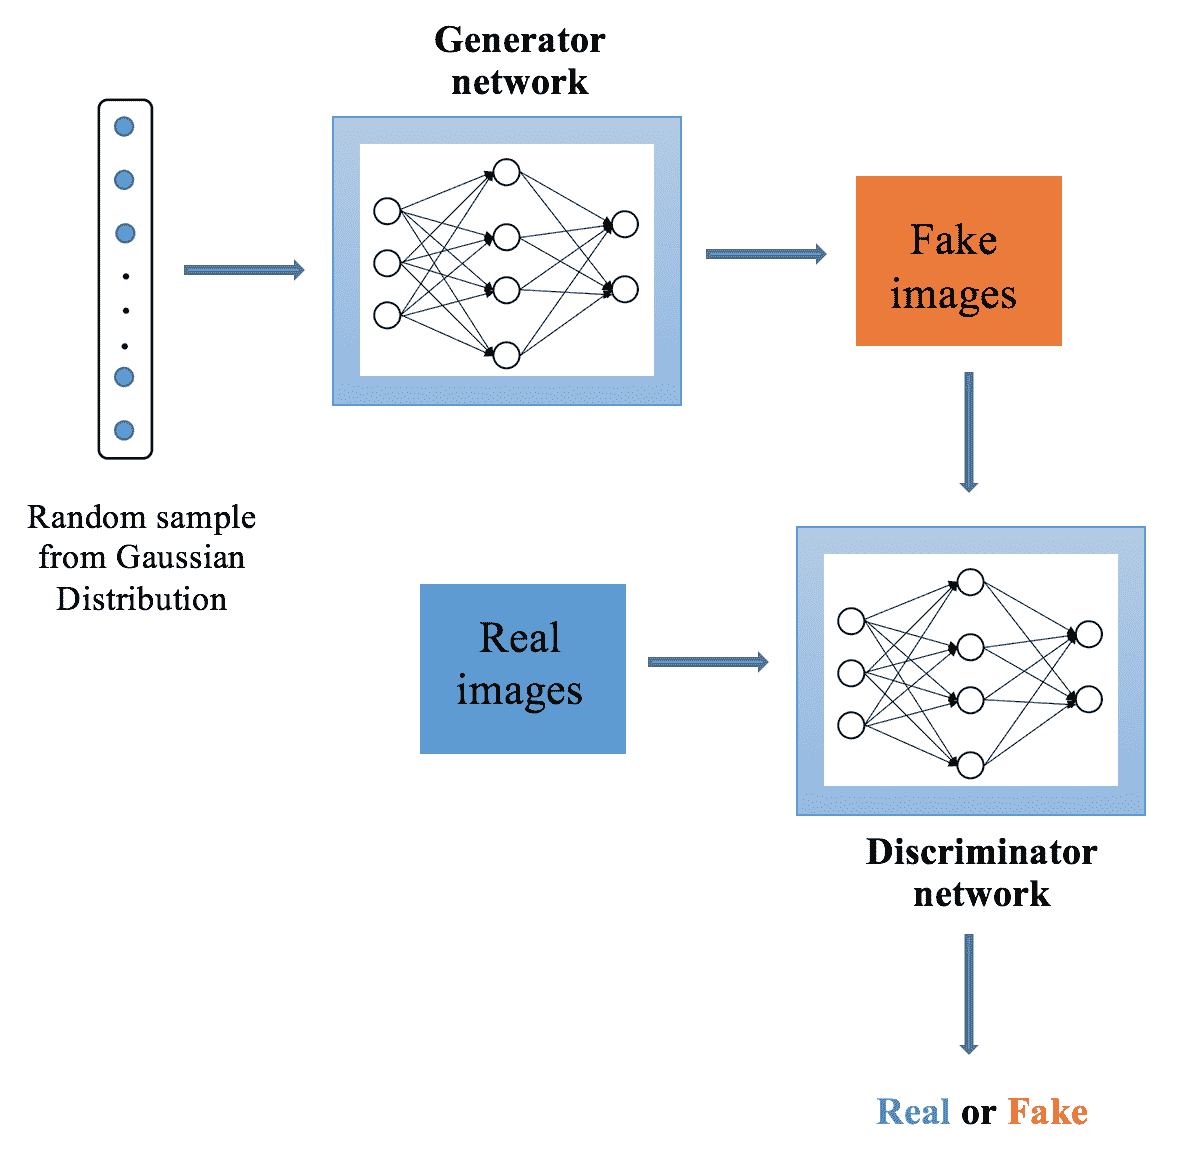 Generator
network
Fake
images
Random sample
from Gaussian
Distribution
Real
images
Discriminator
network
Real or Fake